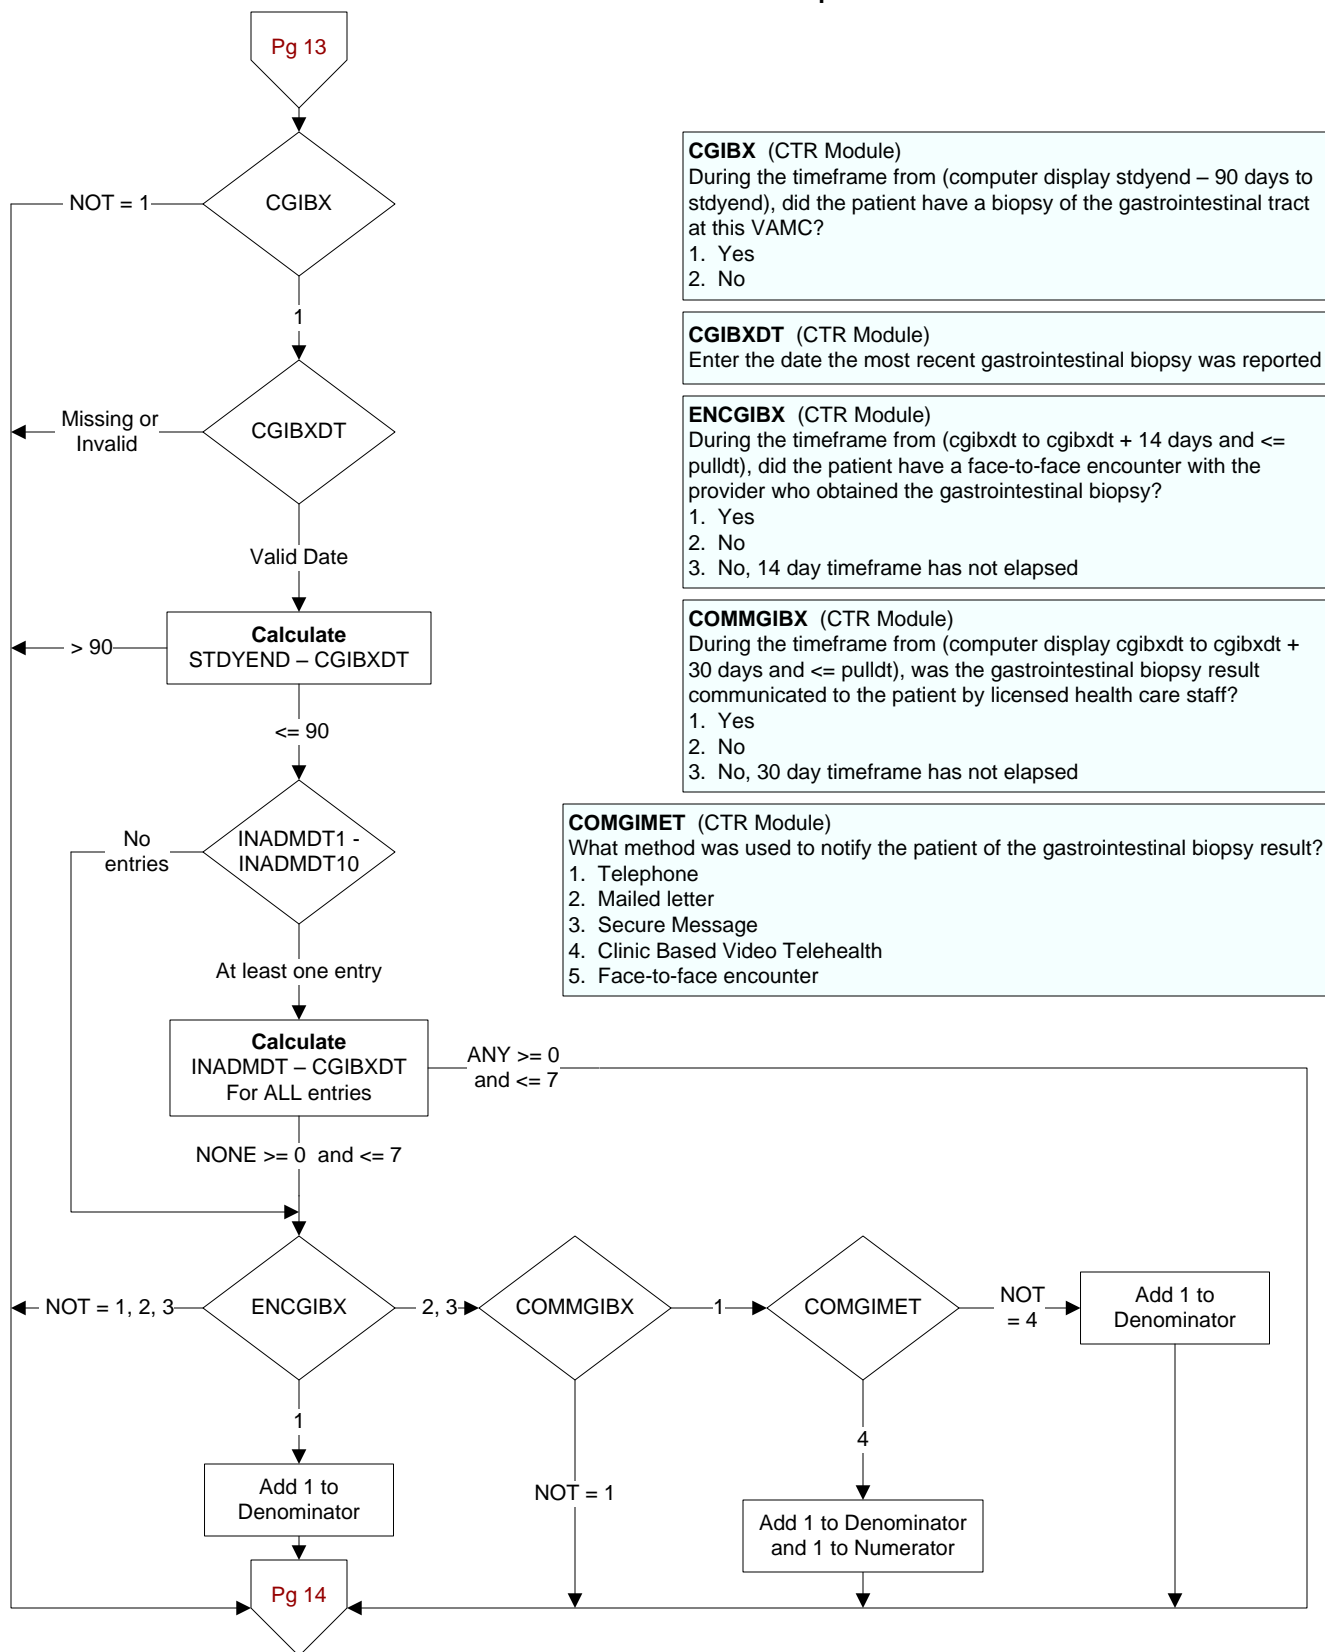 Pg 13
CGIBX
NOT = 1
1
CGIBX (CTR Module)
During the timeframe from (computer display stdyend – 90 days to
stdyend), did the patient have a biopsy of the gastrointestinal tract
at this VAMC?
1. Yes
2. No
CGIBXDT (CTR Module)
Enter the date the most recent gastrointestinal biopsy was reported
CGIBXDT
Missing or
Invalid
Valid Date
ENCGIBX (CTR Module)
During the timeframe from (cgibxdt to cgibxdt + 14 days and <=
pulldt), did the patient have a face-to-face encounter with the
provider who obtained the gastrointestinal biopsy?
1. Yes
2. No
3. No, 14 day timeframe has not elapsed
Calculate
STDYEND – CGIBXDT
> 90
<= 90
COMMGIBX (CTR Module)
During the timeframe from (computer display cgibxdt to cgibxdt +
30 days and <= pulldt), was the gastrointestinal biopsy result
communicated to the patient by licensed health care staff?
1. Yes
2. No
3. No, 30 day timeframe has not elapsed
INADMDT1 -
INADMDT10
No
entries
At least one entry
COMGIMET (CTR Module)
What method was used to notify the patient of the gastrointestinal biopsy result?
1. Telephone
2. Mailed letter
3. Secure Message
4. Clinic Based Video Telehealth
5. Face-to-face encounter
Calculate
INADMDT – CGIBXDT
For ALL entries
ANY >= 0
and <= 7
NONE >= 0 and <= 7
NOT = 1, 2, 3
ENCGIBX
2, 3
COMMGIBX
1
COMGIMET
NOT
= 4
Add 1 to
Denominator
1
4
NOT = 1
Add 1 to
Denominator
Add 1 to Denominator
and 1 to Numerator
Pg 14